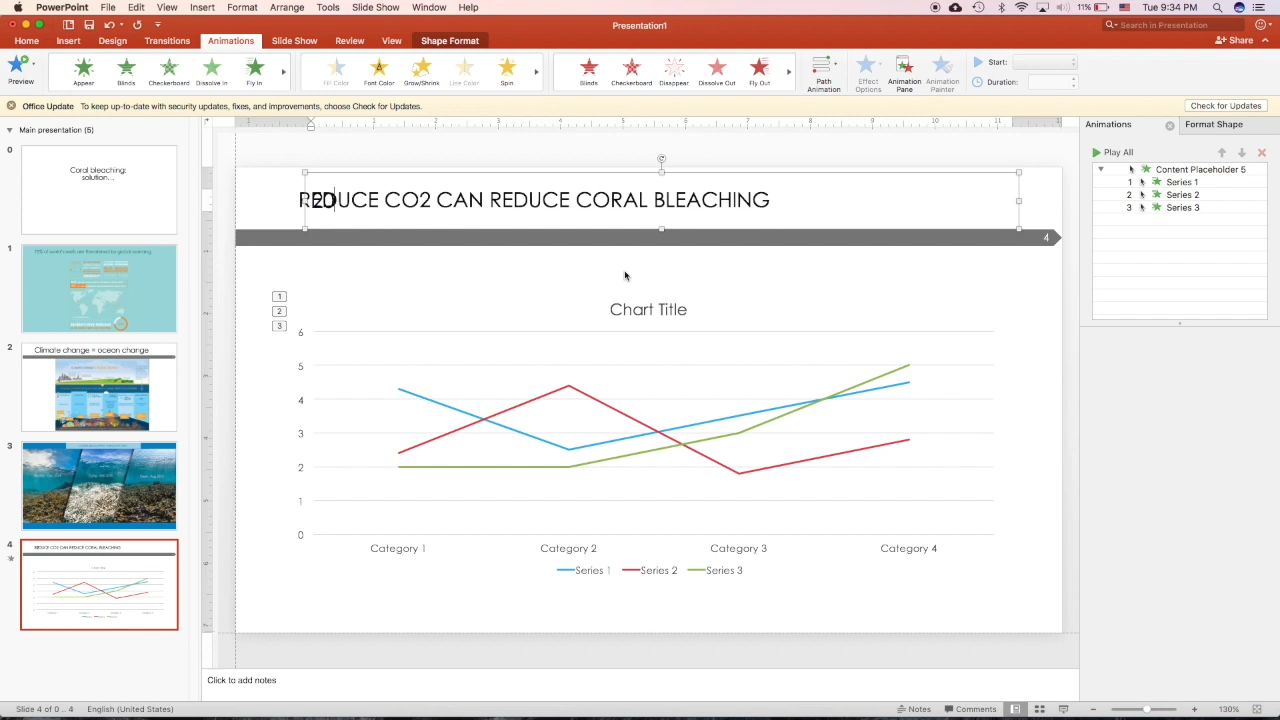 PowerPoint File Edit View Insert Format Arrange Tools Slide Show Window Help
11% Tue 9:34 PM
Presentation1
Search in Presentation
Home Insert Design Transitions Animations Slide Show Review View Shape Format
Share
Preview
Appear Blinds Checkerboard Dissolve In Fly In
Fill Color Font Color Grow/Shrink Line Color Spin
Blinds Checkerboard Disappear Dissolve Out Fly Out
Path Animation
Effect Options
Animation Pane
Animation Painter
Start:
Duration:
Office Update To keep up-to-date with security updates, fixes, and improvements, choose Check for Updates.
Check for Updates
Main presentation (5)
0
Coral bleaching:
solution...
1
2
Climate change = ocean change
3
4
REDUCE CO2 CAN REDUCE CORAL BLEACHING
REDUCE CO2 CAN REDUCE CORAL BLEACHING
4
1
2
3
Chart Title
6
5
4
3
2
1
0
Category 1 Category 2 Category 3 Category 4
Series 1 Series 2 Series 3
Click to add notes
Animations
Format Shape
Play All
Content Placeholder 5
1 Series 1
2 Series 2
3 Series 3
Slide 4 of 0 .. 4 English (United States)
Notes Comments 130%